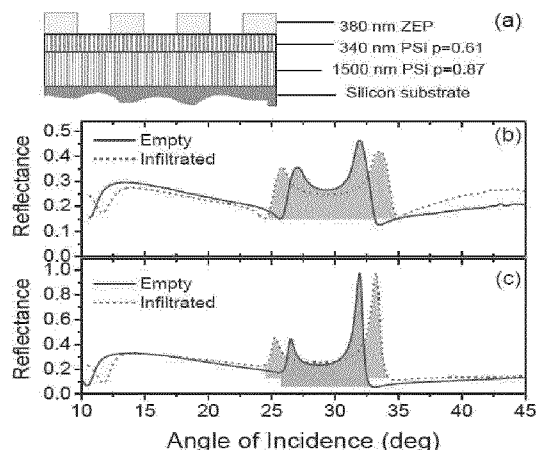 (a)
380 nm ZEP
340 nm PSi p=0.61
1500 nm PSi p=0.87
Silicon substrate
(b)
Empty
Infiltrated
Reflectance
0.5
0.4
0.3
0.2
0.1
0.0
(c)
Empty
Infiltrated
Reflectance
1.0
0.8
0.6
0.4
0.2
0.0
10 15 20 25 30 35 40 45
Angle of Incidence (deg)